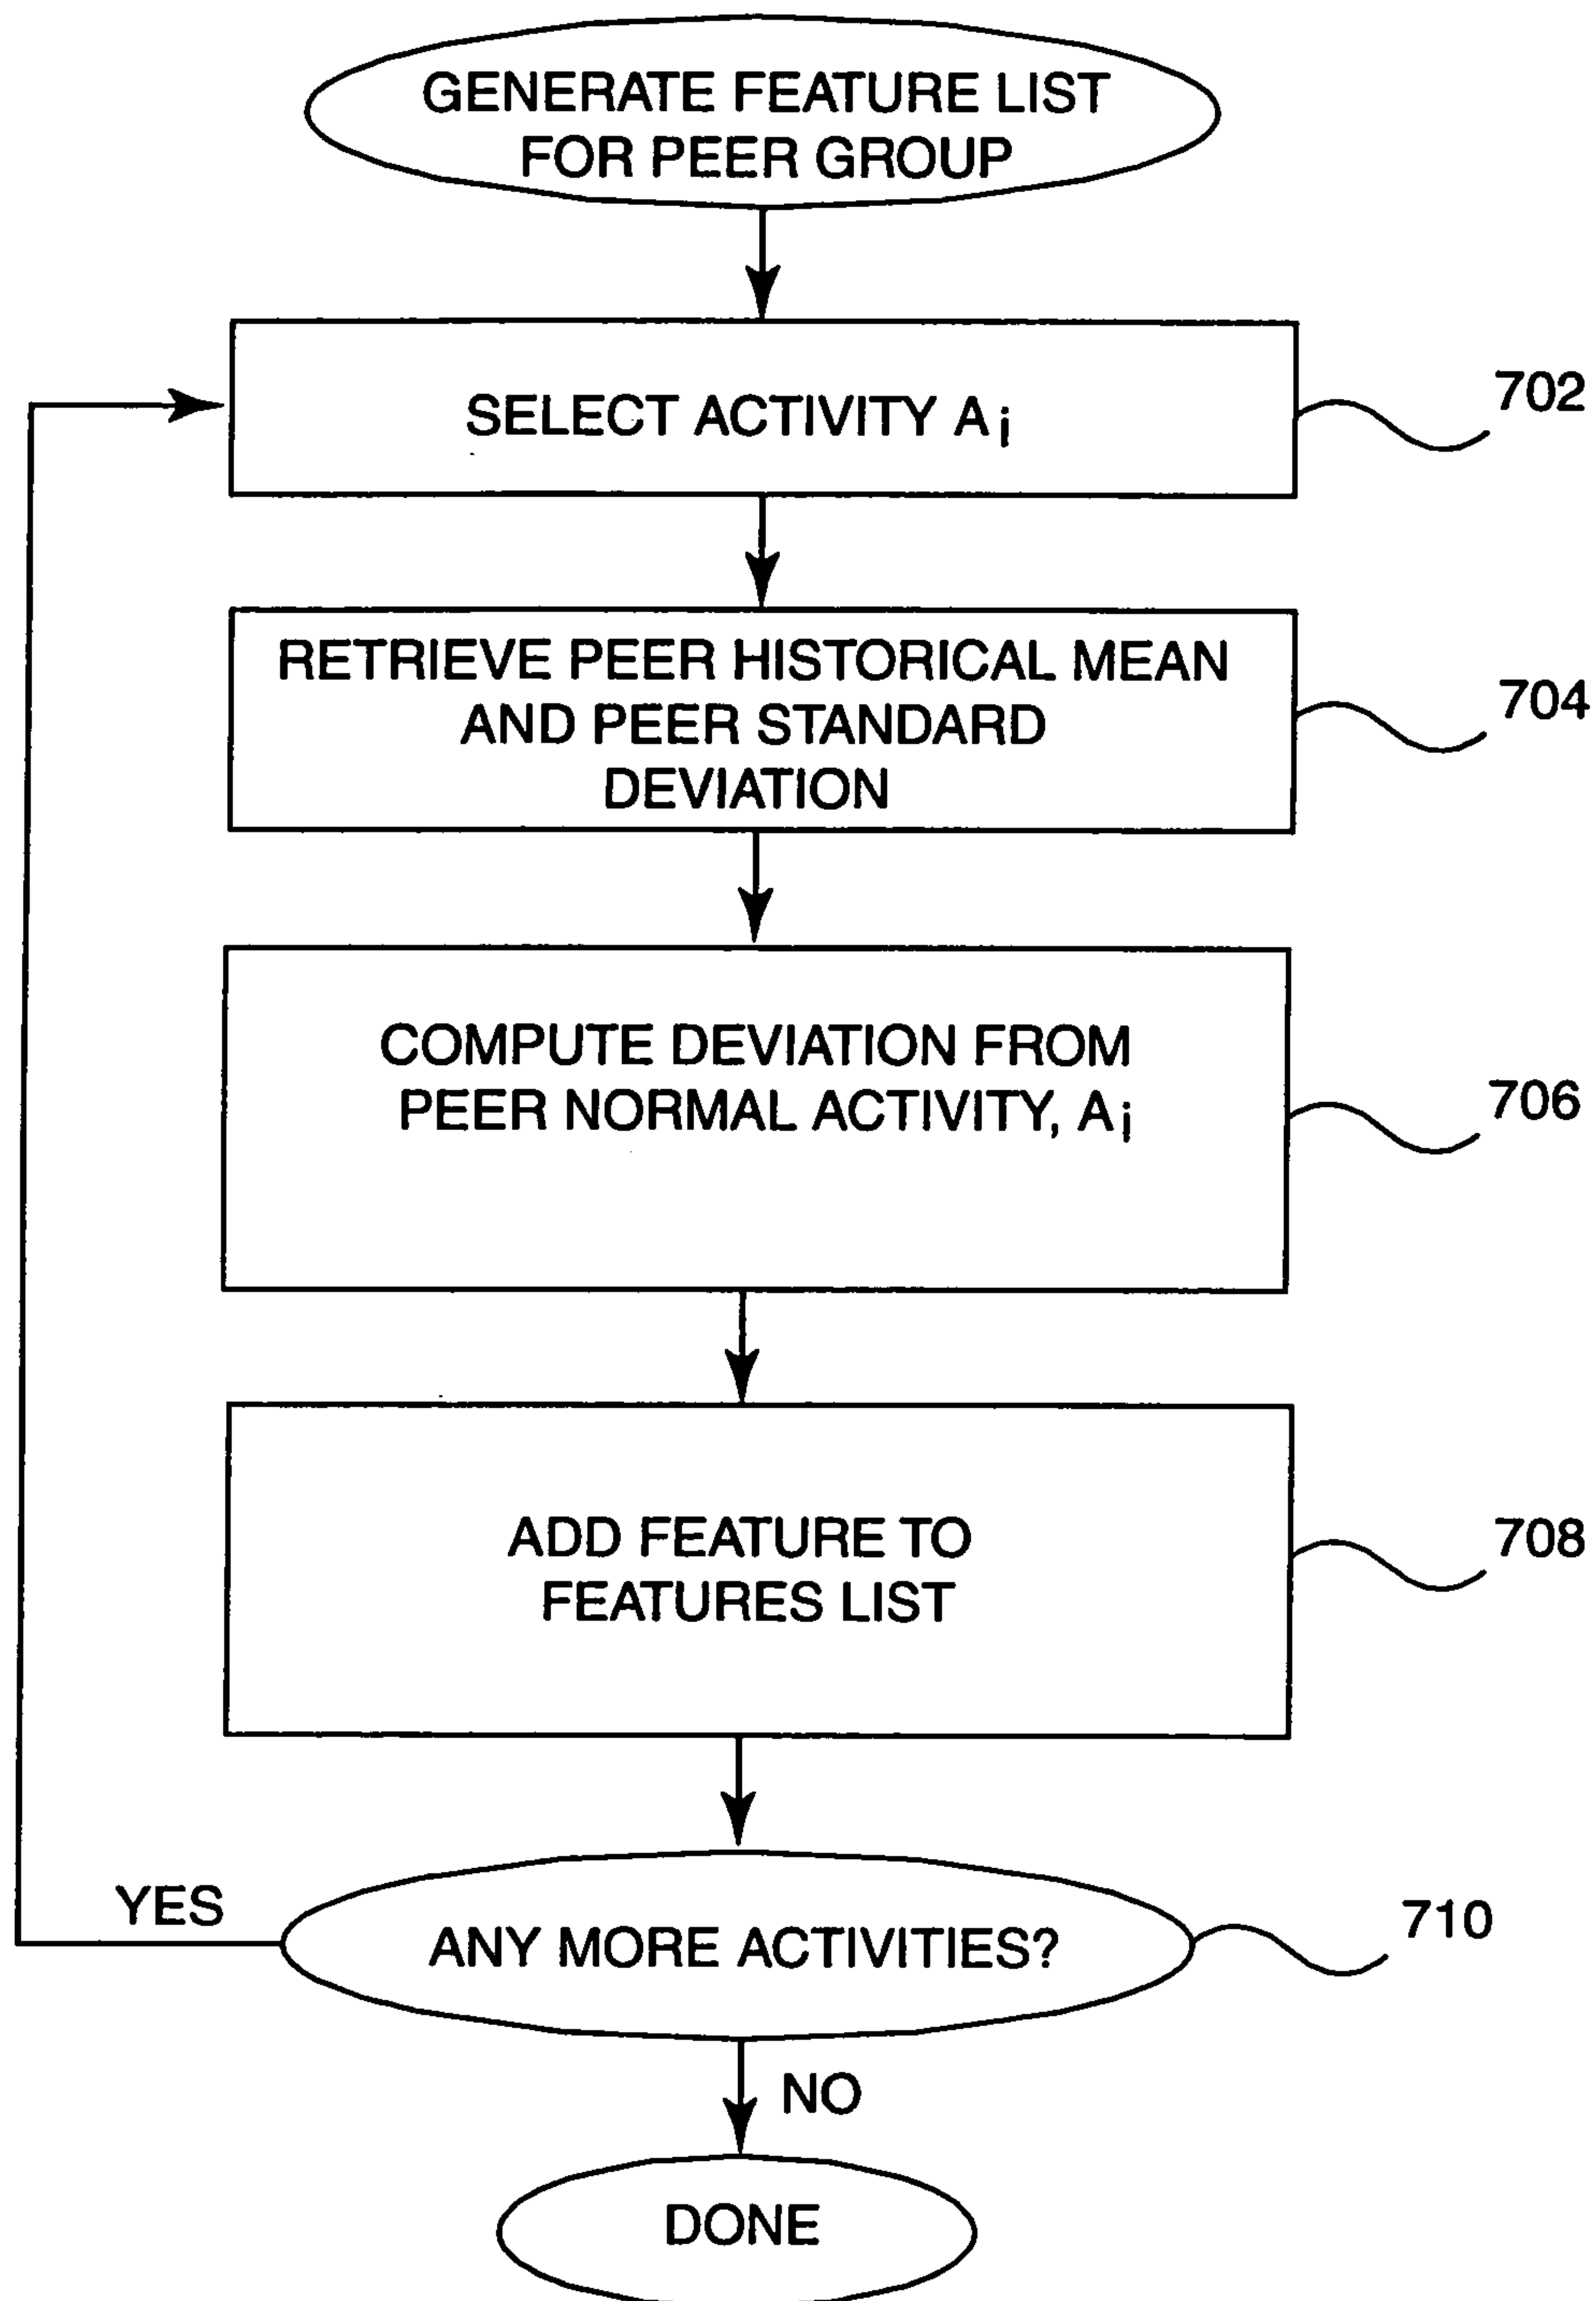 GENERATE FEATURE LIST
FOR PEER GROUP
SELECT ACTIVITY Ai
702
RETRIEVE PEER HISTORICAL MEAN
AND PEER STANDARD
DEVIATION
704
COMPUTE DEVIATION FROM
PEER NORMAL ACTIVITY, Ai
706
ADD FEATURE TO
FEATURES LIST
708
YES
ANY MORE ACTIVITIES?
710
NO
DONE